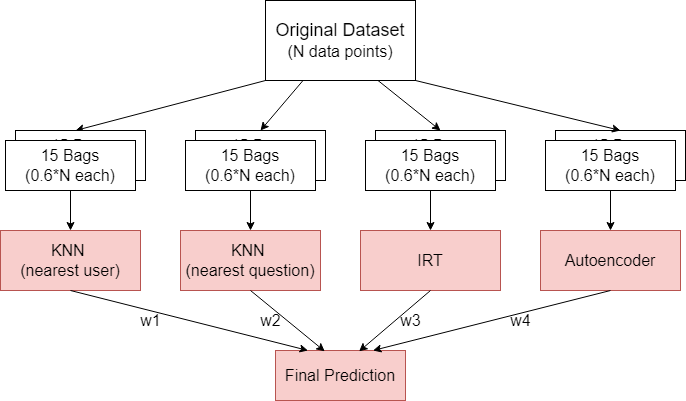 Original Dataset
(N data points)
15 Bags
(0.6*N each)
15 Bags
(0.6*N each)
15 Bags
(0.6*N each)
15 Bags
(0.6*N each)
KNN
(nearest user)
KNN
(nearest question)
IRT
Autoencoder
w1
w2
w3
w4
Final Prediction